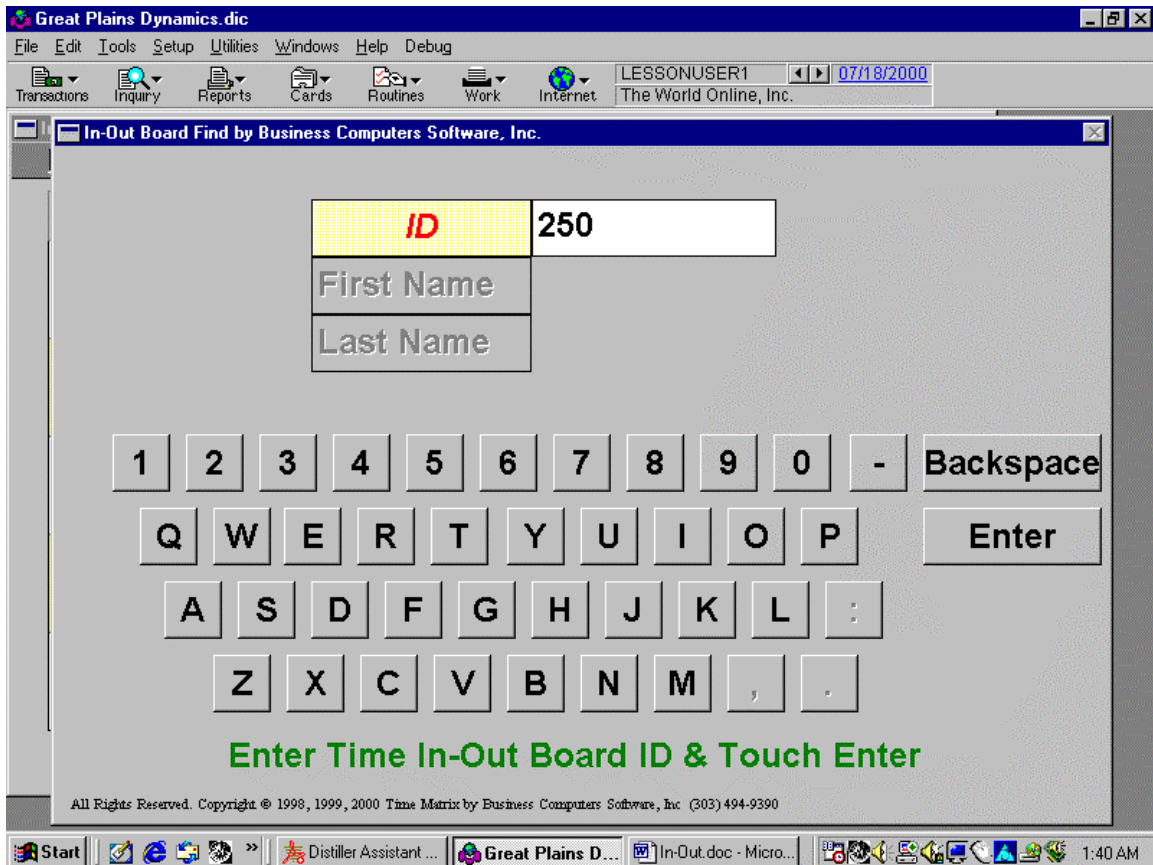 Great Plains Dynamics.dic
File Edit Tools Setup Utilities Windows Help Debug
Transactions Inquiry Reports Cards Routines Work Internet
LESSONUSER1 07/18/2000
The World Online, Inc.
In-Out Board Find by Business Computers Software, Inc.
ID 250
First Name
Last Name
1 2 3 4 5 6 7 8 9 0 - Backspace
Q W E R T Y U I O P Enter
A S D F G H J K L :
Z X C V B N M , .
Enter Time In-Out Board ID & Touch Enter
All Rights Reserved. Copyright © 1998, 1999, 2000 Time Matrix by Business Computers Software, Inc (303) 494-9390
Start » Distiller Assistant ... Great Plains D... In-Out.doc - Micro... 1:40 AM